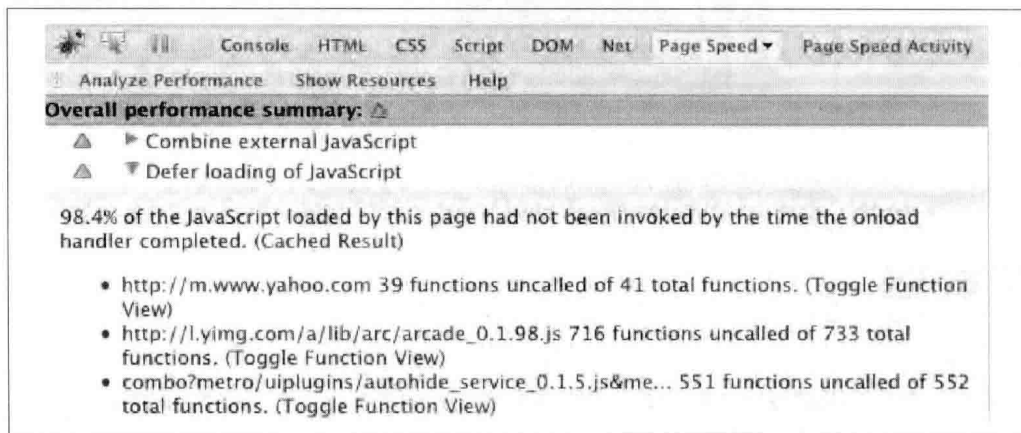 Console HTML CSS Script DOM Net Page Speed ▾ Page Speed Activity
Analyze Performance Show Resources Help
Overall performance summary:
Combine external JavaScript
Defer loading of JavaScript
98.4% of the JavaScript loaded by this page had not been invoked by the time the onload
handler completed. (Cached Result)
• http://m.www.yahoo.com 39 functions uncalled of 41 total functions. (Toggle Function
View)
• http://l.yimg.com/a/lib/arc/arcade_0.1.98.js 716 functions uncalled of 733 total
functions. (Toggle Function View)
• combo?metro/uiplugins/autohide_service_0.1.5.js&me... 551 functions uncalled of 552
total functions. (Toggle Function View)